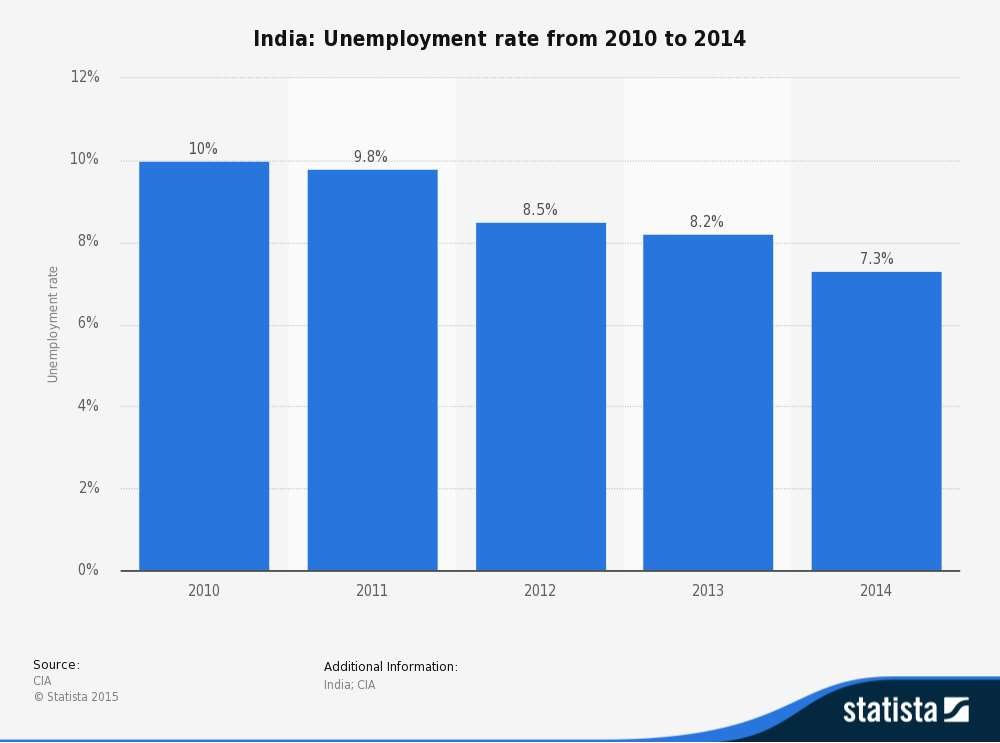 India: Unemployment rate from 2010 to 2014
12%
10%
8%
6%
4%
2%
0%
Unemployment rate
10%
9.8%
8.5%
8.2%
7.3%
2010
2011
2012
2013
2014
Source:
CIA
© Statista 2015
Additional Information:
India; CIA
statista